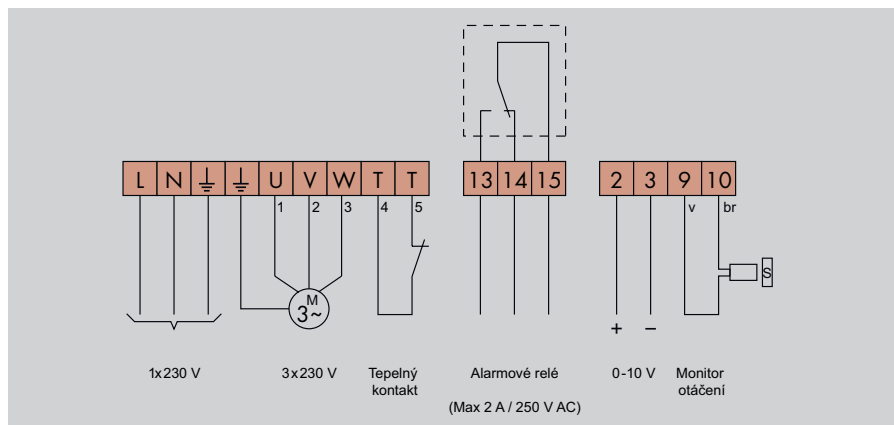 L N U V W T T
13 14 15
2 3 9 10
1 2 3 4 5
v br
M
3~
S
+ −
1x230 V
3x230 V
Tepelný
kontakt
Alarmové relé
(Max 2 A / 250 V AC)
0-10 V
Monitor
otáčení